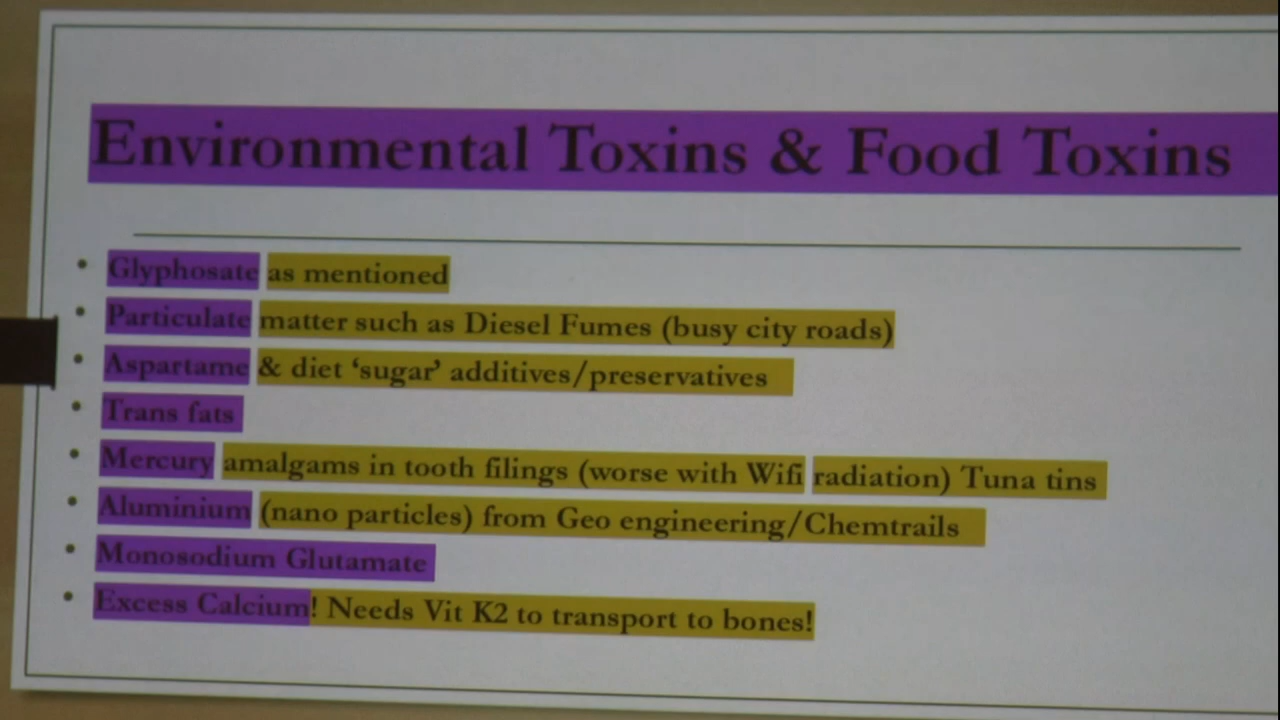 Environmental Toxins & Food Toxins
• Glyphosate as mentioned
• Particulate matter such as Diesel Fumes (busy city roads)
• Aspartame & diet ‘sugar’ additives/preservatives
• Trans fats
• Mercury amalgams in tooth filings (worse with Wifi radiation) Tuna tins
• Aluminium (nano particles) from Geo engineering/Chemtrails
• Monosodium Glutamate
• Excess Calcium! Needs Vit K2 to transport to bones!